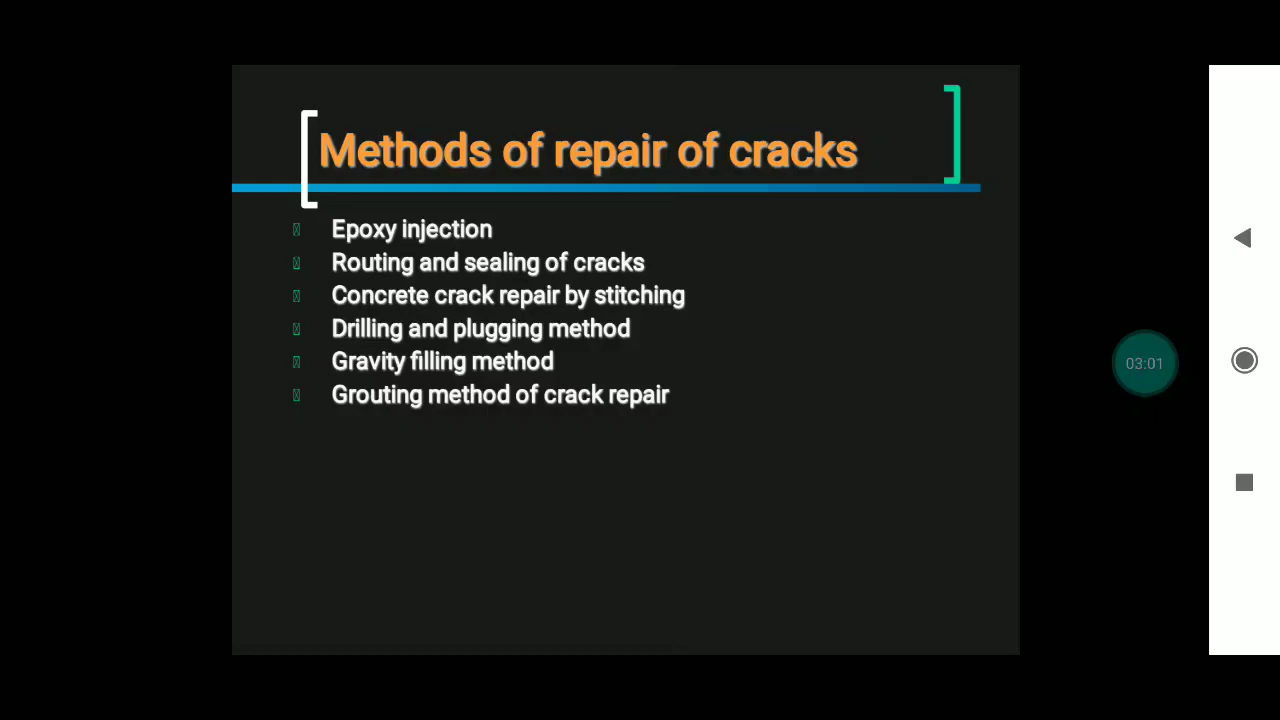 Methods of repair of cracks
Epoxy injection
Routing and sealing of cracks
Concrete crack repair by stitching
Drilling and plugging method
Gravity filling method
Grouting method of crack repair
03:01